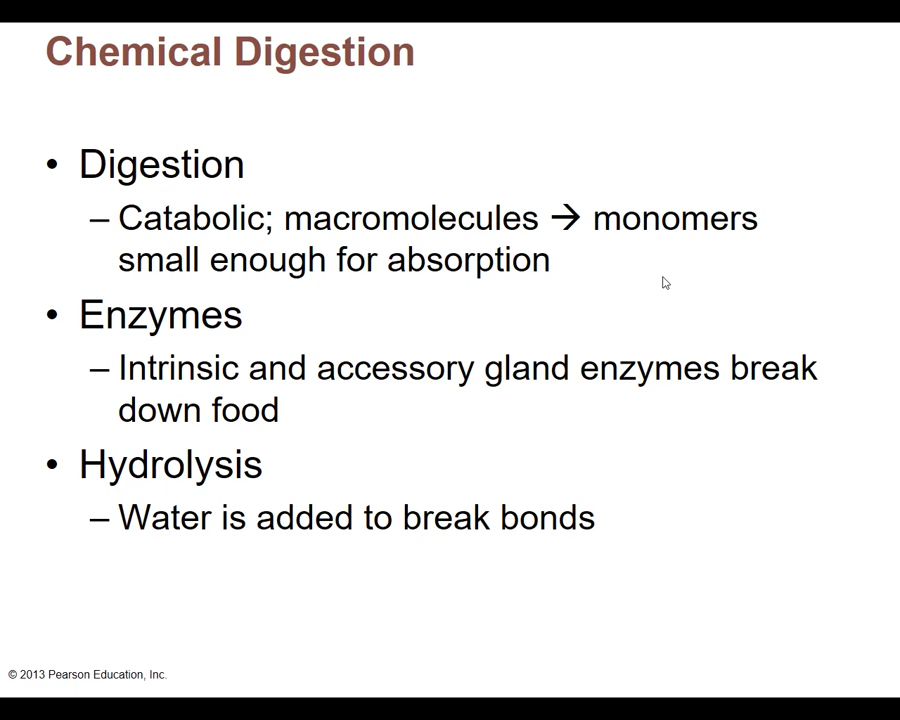 Chemical Digestion
• Digestion
– Catabolic; macromolecules → monomers
small enough for absorption
• Enzymes
– Intrinsic and accessory gland enzymes break
down food
• Hydrolysis
– Water is added to break bonds
© 2013 Pearson Education, Inc.